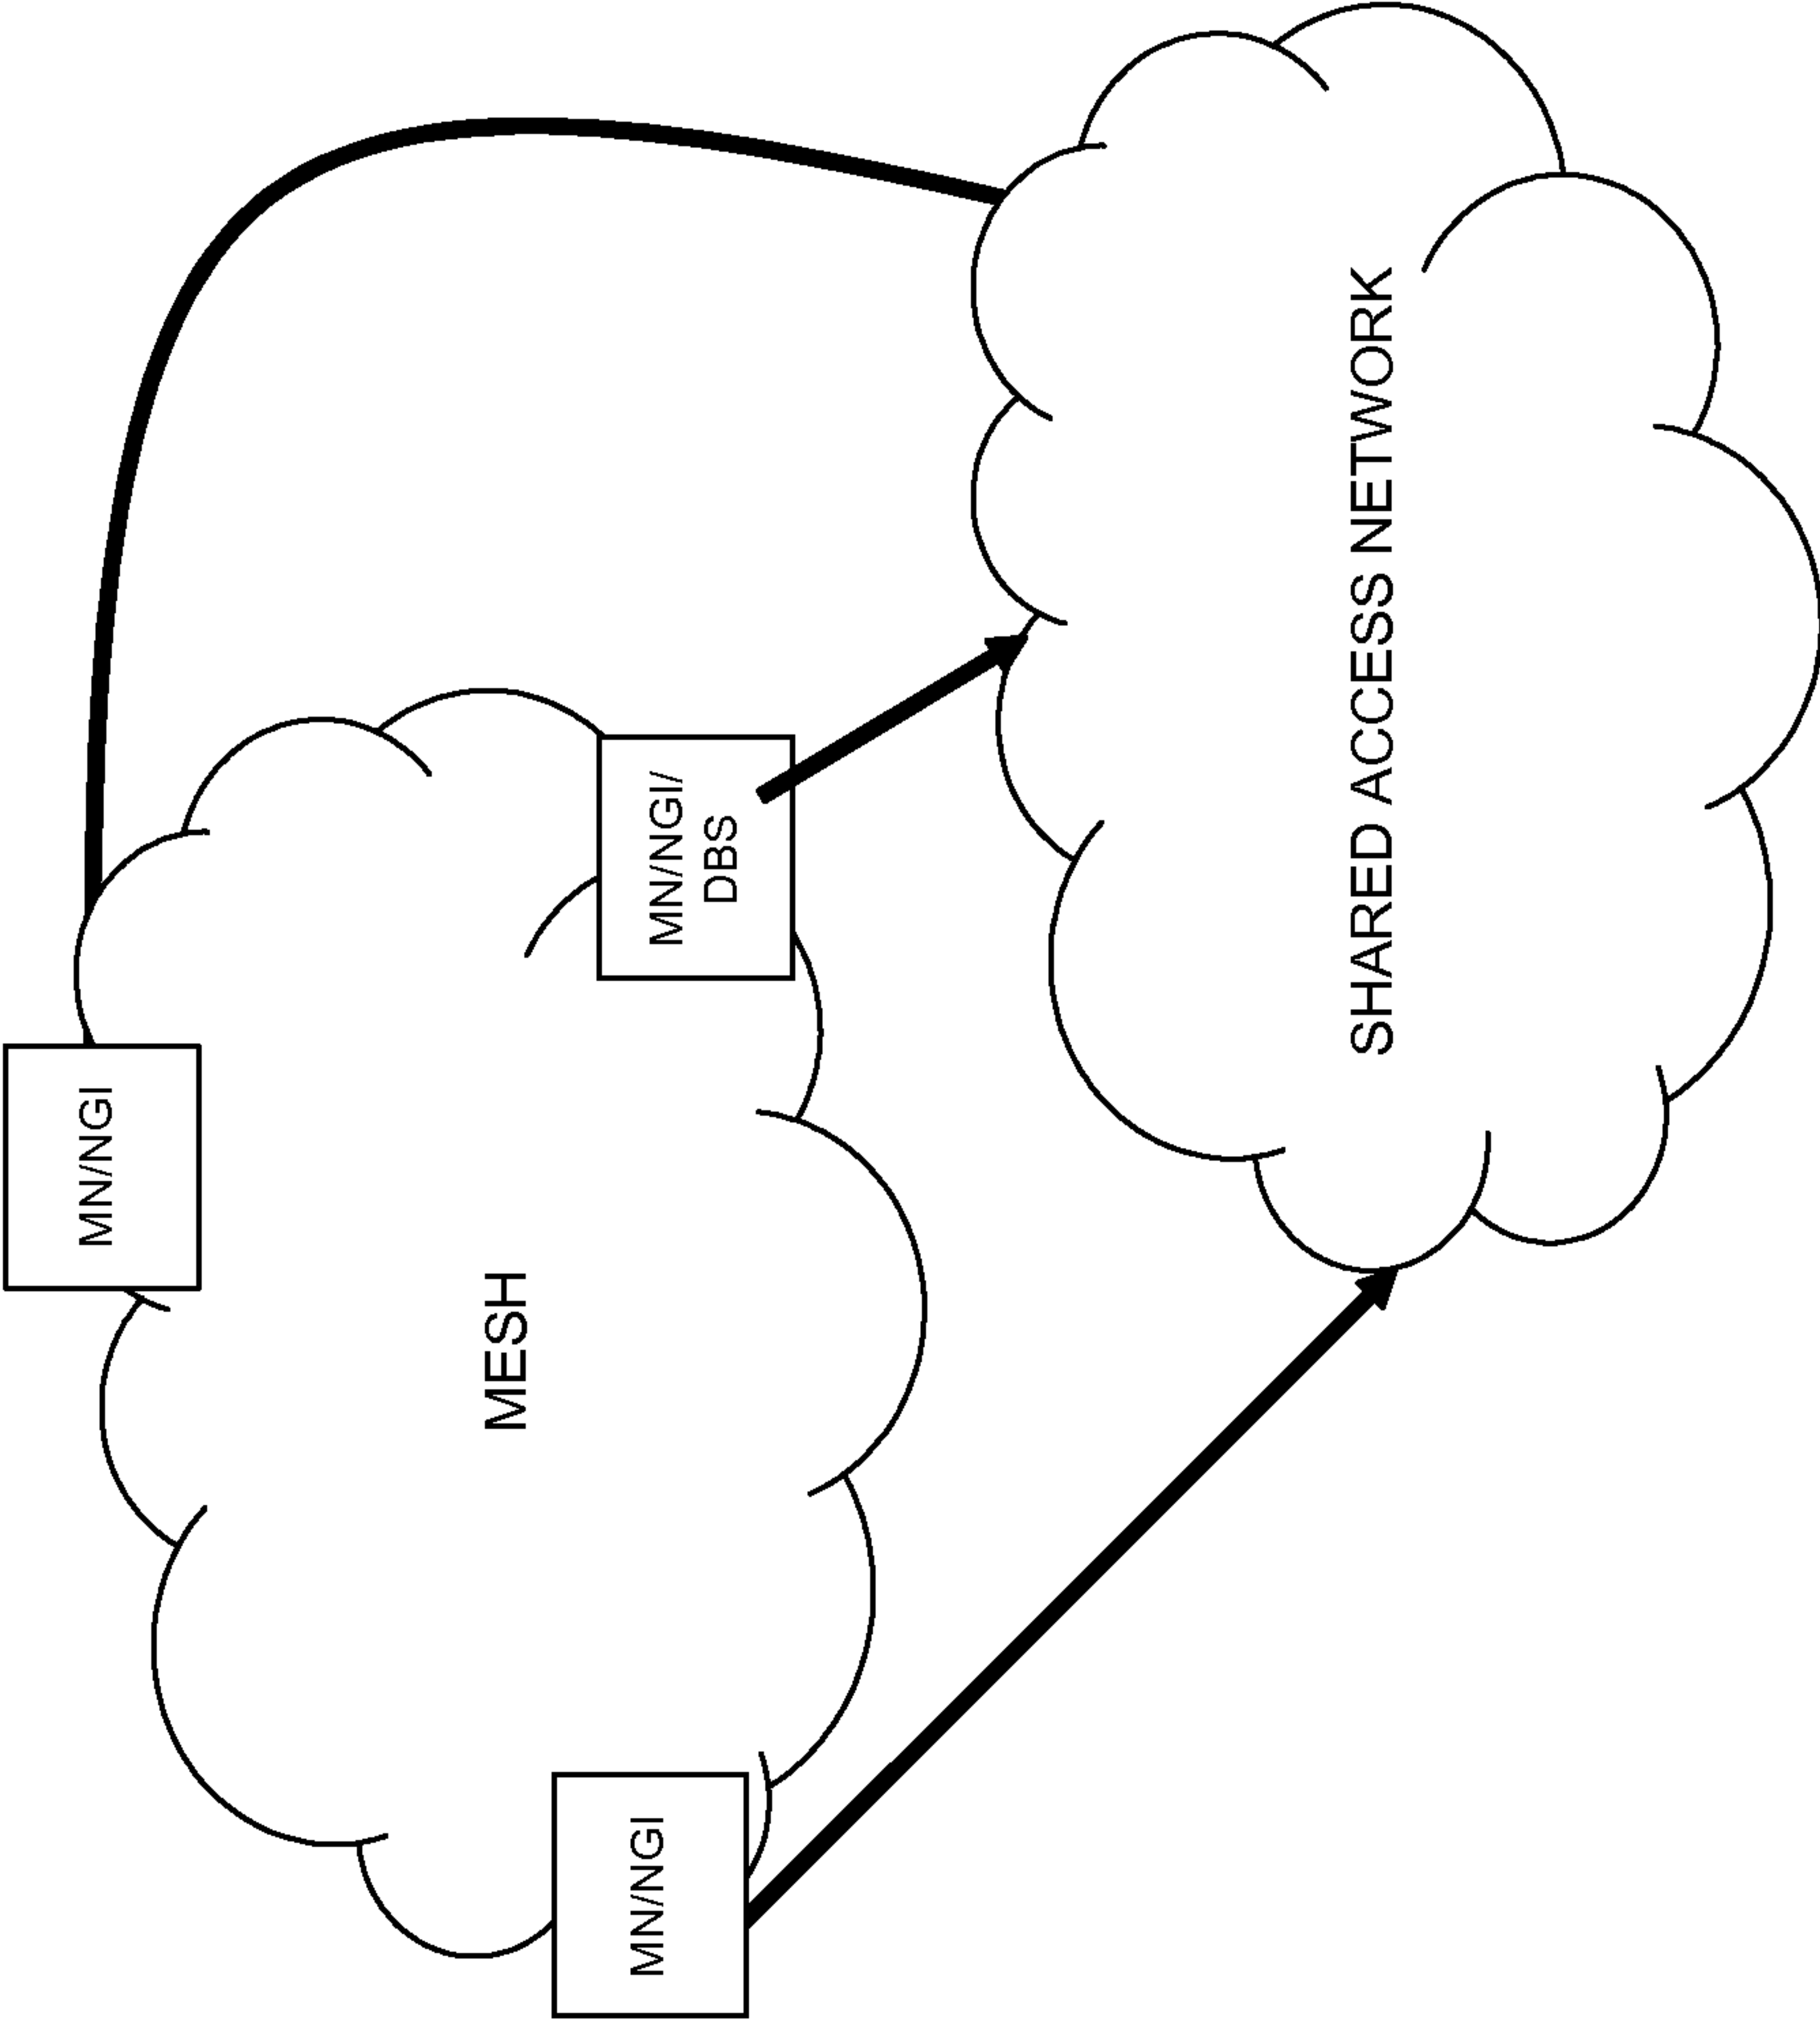 MN/NGI
MN/NGI
MESH
MN/NGI/
DBS
SHARED ACCESS NETWORK